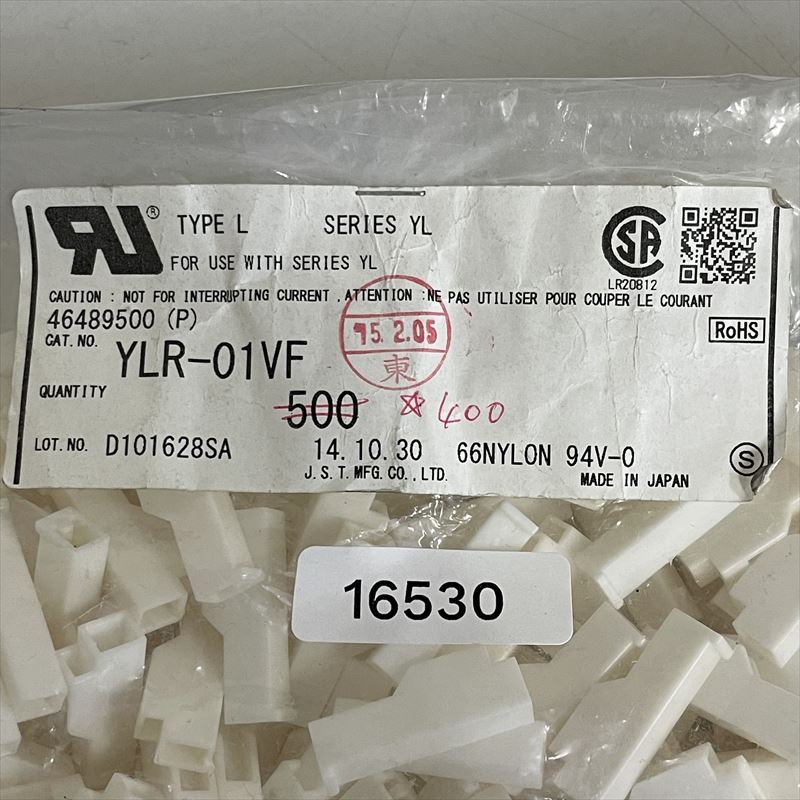 RU ® TYPE L SERIES YL
FOR USE WITH SERIES YL
SA
LR20812
CAUTION : NOT FOR INTERRUPTING CURRENT , ATTENTION :NE PAS UTILISER POUR COUPER LE COURANT
46489500 (P)
15.2.05
東
RoHS
CAT. NO. YLR-01VF
QUANTITY 500 ☆400
LOT. NO. D101628SA 14.10.30 66NYLON 94V-0 S
J.S.T.MFG.CO.,LTD. MADE IN JAPAN
16530